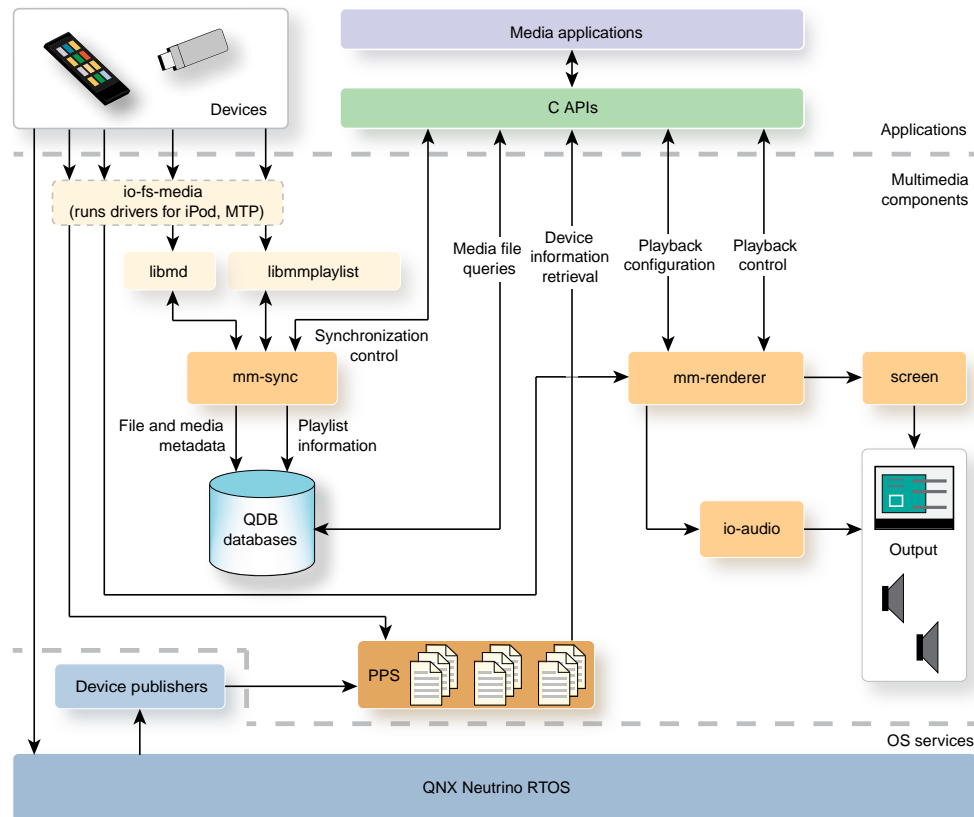 Devices
Media applications
C APIs
Applications
Multimedia
components
io-fs-media
(runs drivers for iPod, MTP)
libmd
libmmplaylist
Media file
queries
Device
information
retrieval
Playback
configuration
Playback
control
Synchronization
control
mm-sync
mm-renderer
screen
File and media
metadata
Playlist
information
QDB
databases
io-audio
Output
PPS
Device publishers
OS services
QNX Neutrino RTOS